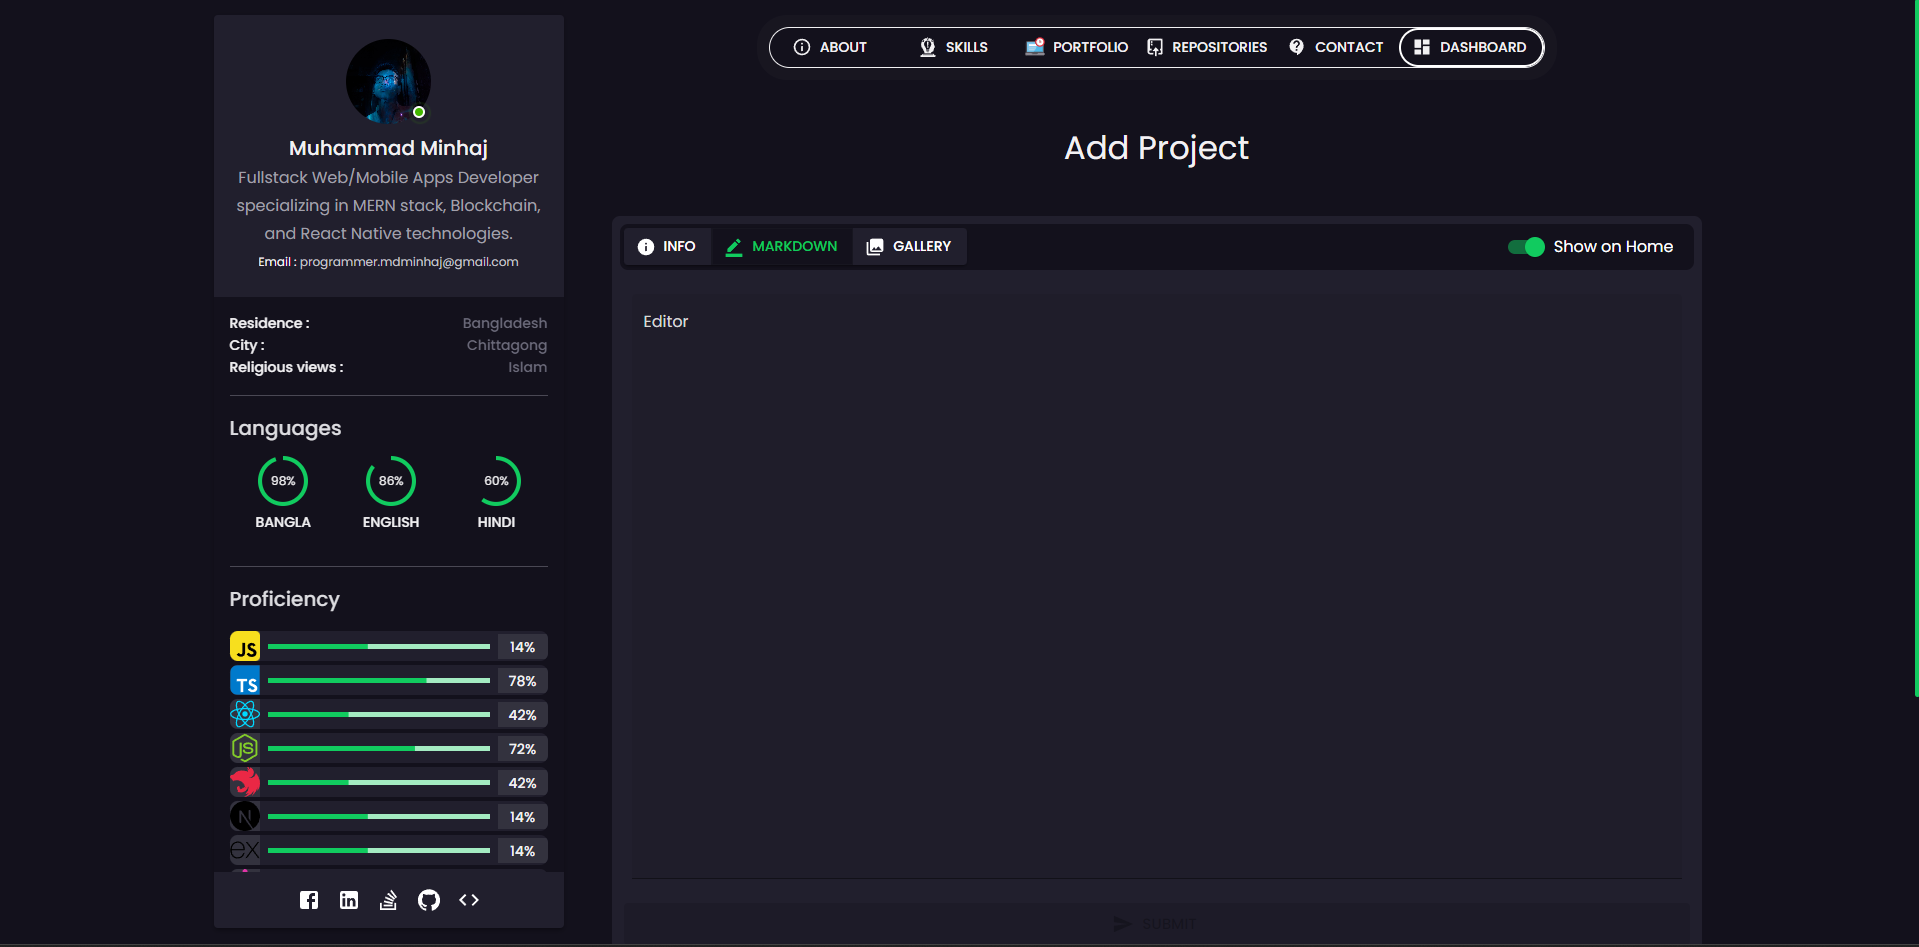 Muhammad Minhaj
Fullstack Web/Mobile Apps Developer
specializing in MERN stack, Blockchain,
and React Native technologies.
Email : programmer.mdminhaj@gmail.com
Residence : Bangladesh
City : Chittagong
Religious views : Islam
Languages
98% 86% 60%
BANGLA ENGLISH HINDI
Proficiency
JS 14%
TS 78%
42%
JS 72%
42%
N 14%
ex 14%
ABOUT SKILLS PORTFOLIO REPOSITORIES CONTACT DASHBOARD
Add Project
INFO MARKDOWN GALLERY Show on Home
Editor
SUBMIT